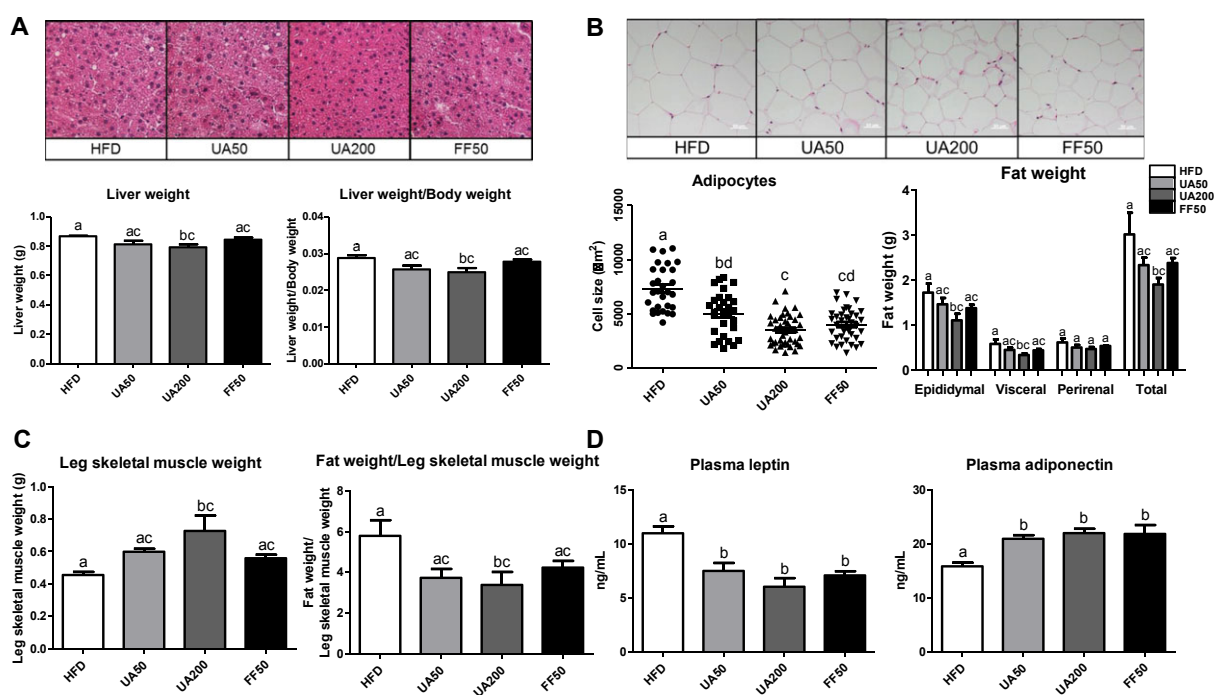 A
HFD UA50 UA200 FF50
Liver weight
Liver weight (g)
1.0
0.8
0.6
0.4
0.2
0.0
a ac bc ac
HFD UA50 UA200 FF50
Liver weight/Body weight
Liver weight/Body weight
0.04
0.03
0.02
0.01
0.00
a ac bc ac
HFD UA50 UA200 FF50
B
HFD UA50 UA200 FF50
Adipocytes
Cell size (m²)
15000
10000
5000
0
a bd c cd
HFD UA50 UA200 FF50
Fat weight
HFD
UA50
UA200
FF50
Fat weight (g)
4
3
2
1
0
a ac bc ac
a ac bc ac
a a a a
a ac bc ac
Epididymal Visceral Perirenal Total
C
Leg skeletal muscle weight
Leg skeletal muscle weight (g)
1.0
0.8
0.6
0.4
0.2
0.0
a ac bc ac
HFD UA50 UA200 FF50
Fat weight/Leg skeletal muscle weight
Fat weight/
Leg skeletal muscle weight
8
6
4
2
0
a ac bc ac
HFD UA50 UA200 FF50
D
Plasma leptin
ng/mL
15
10
5
0
a b b b
HFD UA50 UA200 FF50
Plasma adiponectin
ng/mL
30
20
10
0
a b b b
HFD UA50 UA200 FF50